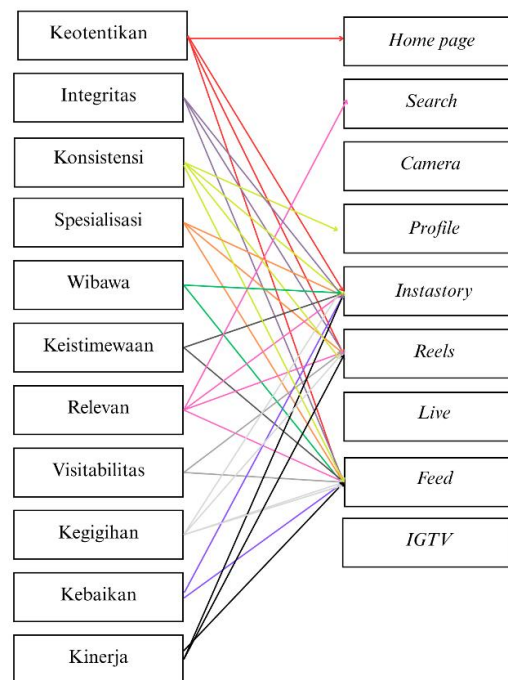 Keotentikan
Integritas
Konsistensi
Spesialisasi
Wibawa
Keistimewaan
Relevan
Visitabilitas
Kegigihan
Kebaikan
Kinerja
Home page
Search
Camera
Profile
Instastory
Reels
Live
Feed
IGTV